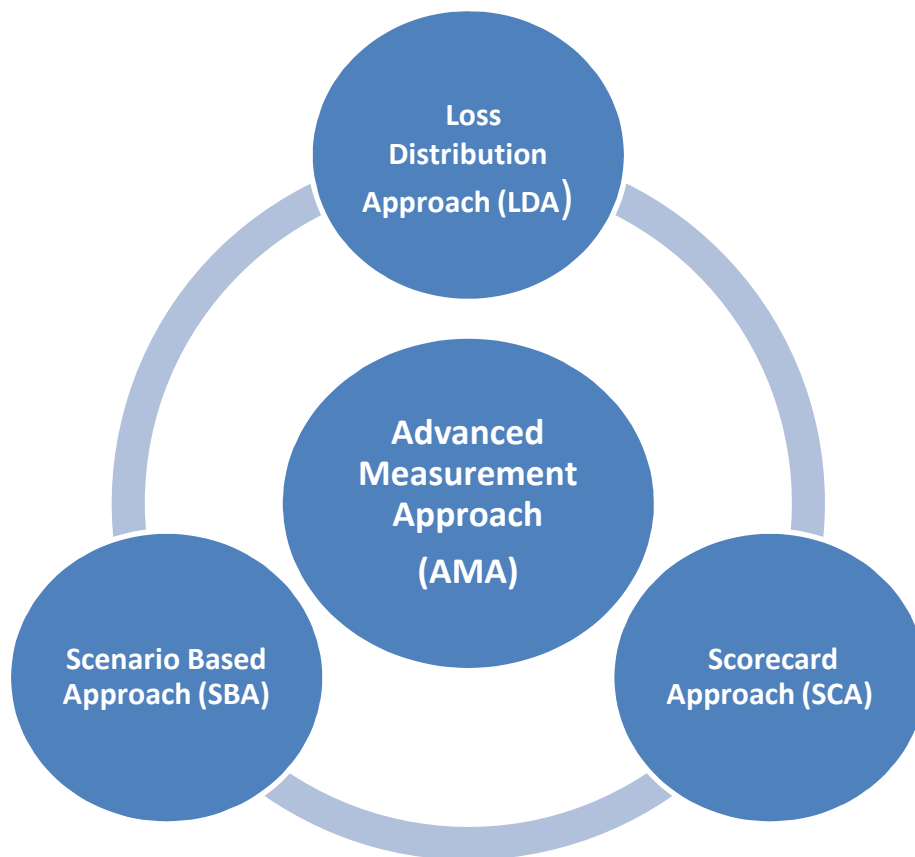 Loss
Distribution
Approach (LDA)
Advanced
Measurement
Approach
(AMA)
Scenario Based
Approach (SBA)
Scorecard
Approach (SCA)